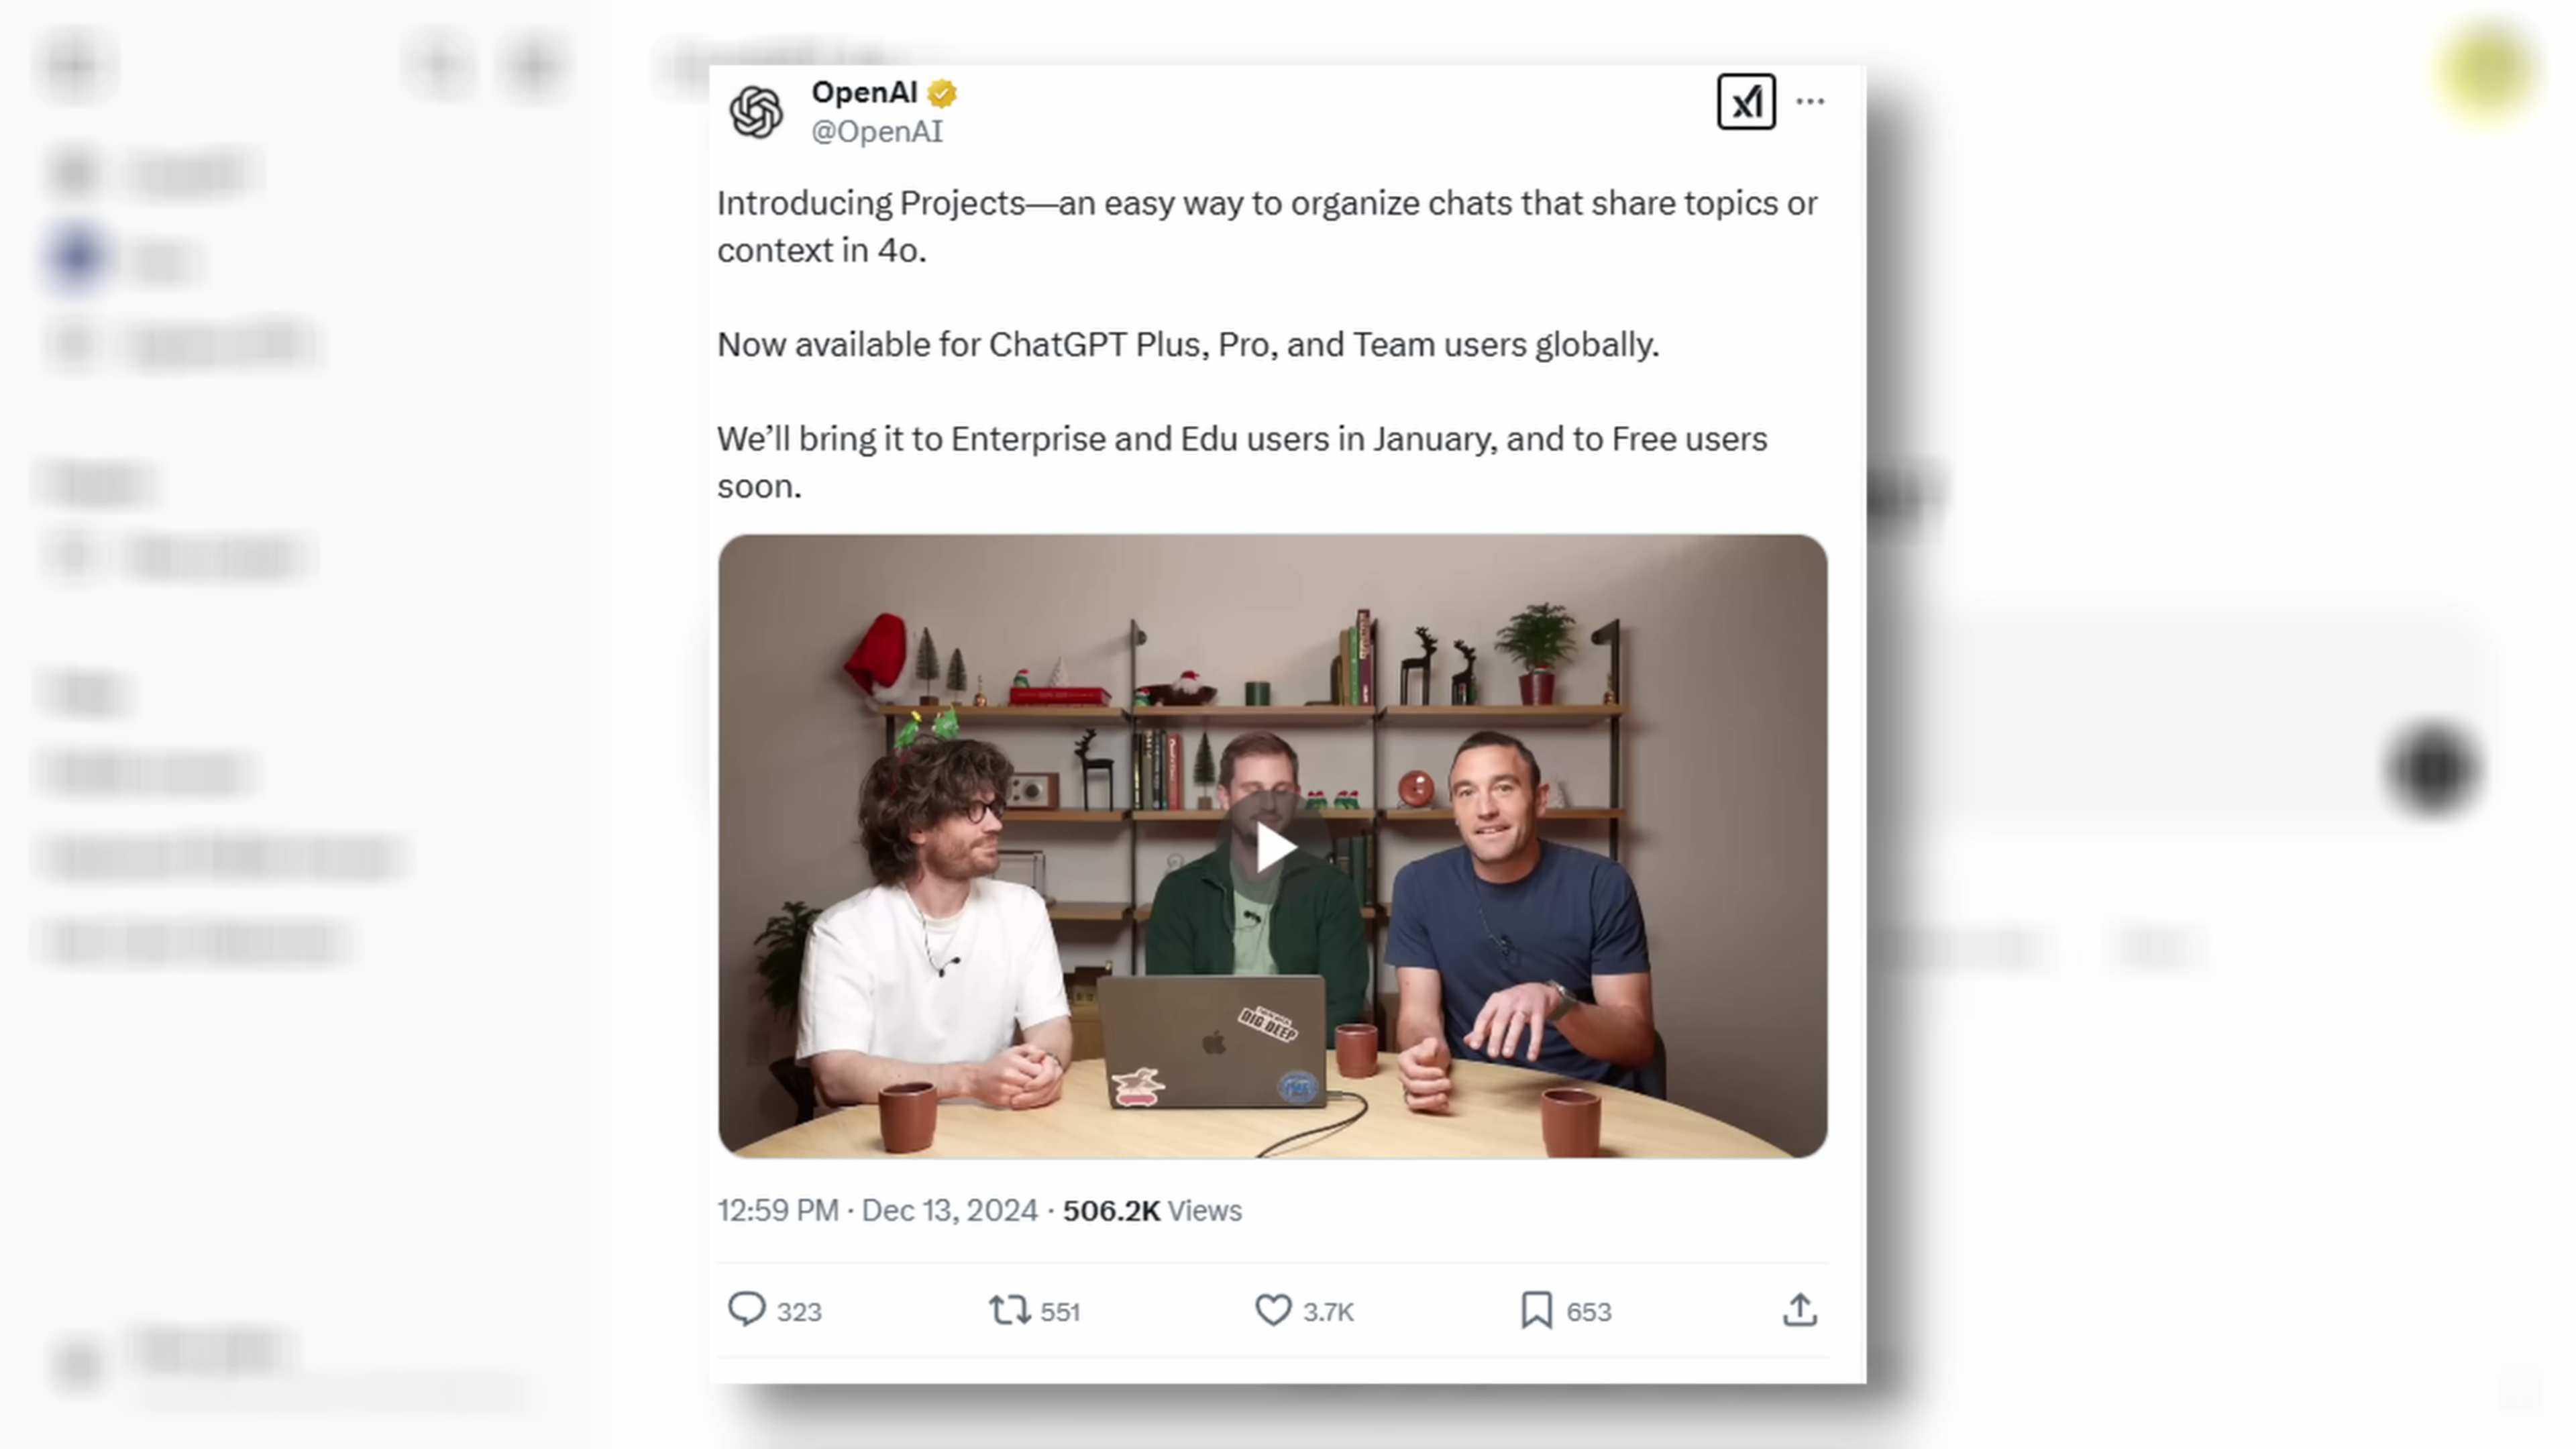 OpenAI
@OpenAI
Introducing Projects—an easy way to organize chats that share topics or
context in 4o.
Now available for ChatGPT Plus, Pro, and Team users globally.
We’ll bring it to Enterprise and Edu users in January, and to Free users
soon.
DIG DEEP
12:59 PM · Dec 13, 2024 · 506.2K Views
323 551 3.7K 653